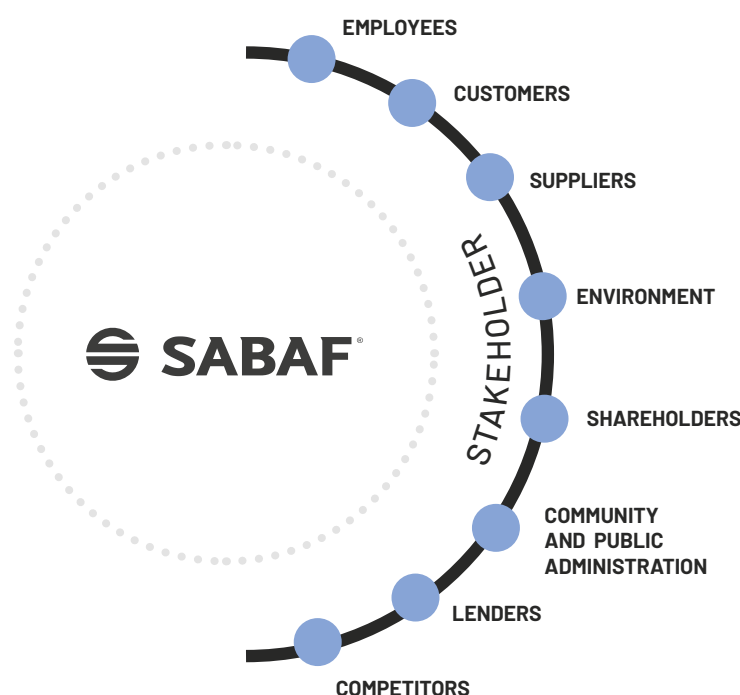 EMPLOYEES
CUSTOMERS
SUPPLIERS
ENVIRONMENT
STAKEHOLDER
SABAF®
SHAREHOLDERS
COMMUNITY
AND PUBLIC
ADMINISTRATION
LENDERS
COMPETITORS